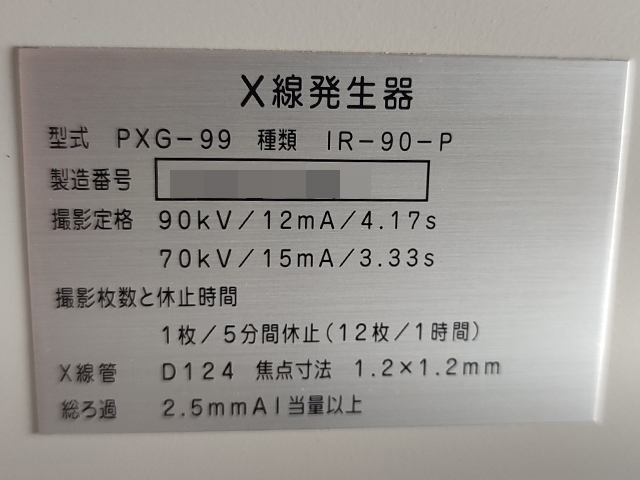 X線発生器
型式 PXG-99 種類 IR-90-P
製造番号
撮影定格 90kV/12mA/4.17s
70kV/15mA/3.33s
撮影枚数と休止時間
1枚/5分間休止(12枚/1時間)
X線管 D124 焦点寸法 1.2×1.2mm
総ろ過 2.5mmAl当量以上